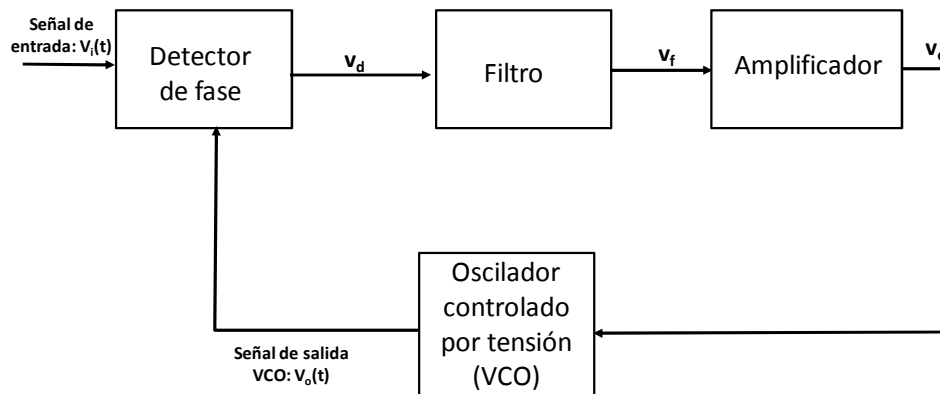 Señal de
entrada: Vi(t)
Detector
de fase
vd
Filtro
vf
Amplificador
Oscilador
controlado
por tensión
(VCO)
Señal de salida
VCO: Vo(t)